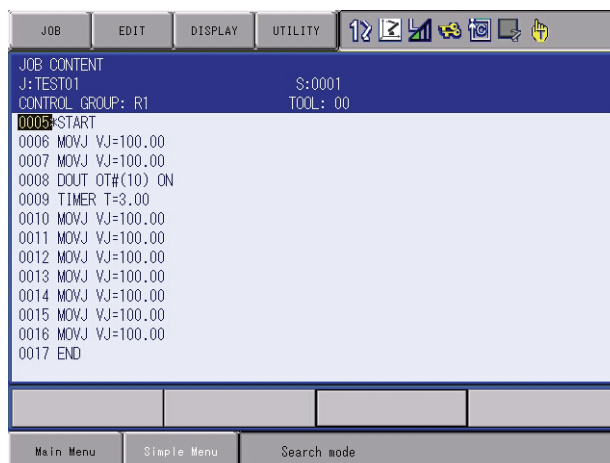 JOB EDIT DISPLAY UTILITY
JOB CONTENT
J:TEST01 S:0001
CONTROL GROUP: R1 TOOL: 00
0005 *START
0006 MOVJ VJ=100.00
0007 MOVJ VJ=100.00
0008 DOUT OT#(10) ON
0009 TIMER T=3.00
0010 MOVJ VJ=100.00
0011 MOVJ VJ=100.00
0012 MOVJ VJ=100.00
0013 MOVJ VJ=100.00
0014 MOVJ VJ=100.00
0015 MOVJ VJ=100.00
0016 MOVJ VJ=100.00
0017 END
Main Menu Simple Menu Search mode